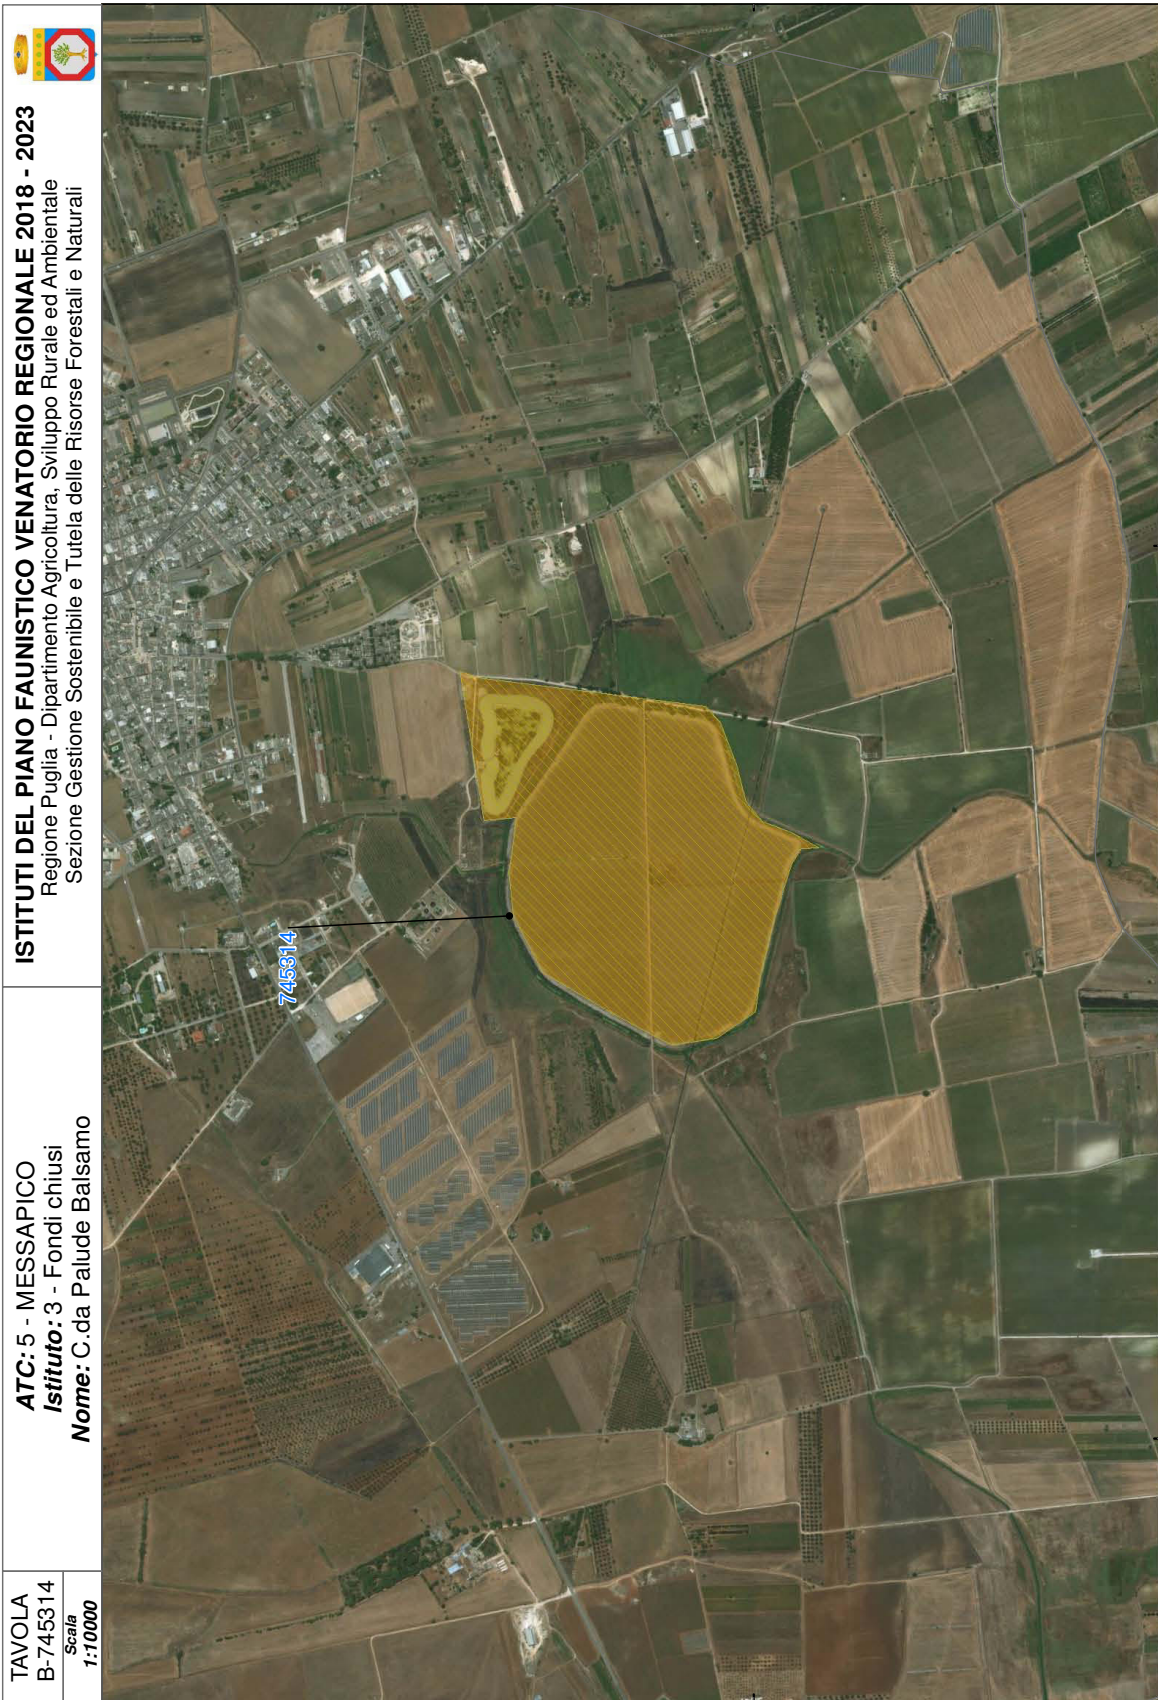 TAVOLA
B-745314
Scala
1:10000
ATC: 5 - MESSAPICO
Istituto: 3 - Fondi chiusi
Nome: C.da Palude Balsamo
ISTITUTI DEL PIANO FAUNISTICO VENATORIO REGIONALE 2018 - 2023
Regione Puglia - Dipartimento Agricoltura, Sviluppo Rurale ed Ambientale
Sezione Gestione Sostenibile e Tutela delle Risorse Forestali e Naturali
745314